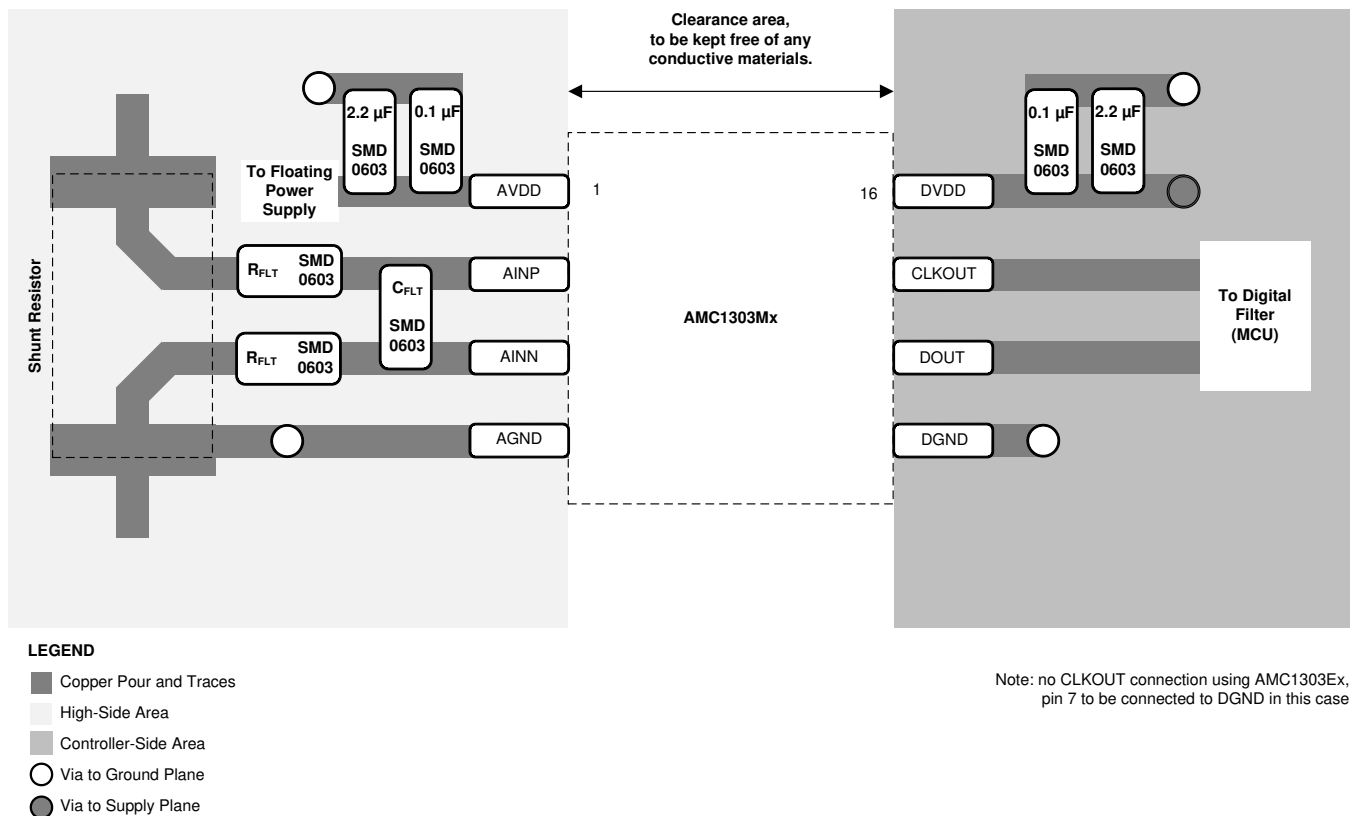 Clearance area,
to be kept free of any
conductive materials.
2.2 µF
SMD
0603
0.1 µF
SMD
0603
0.1 µF
SMD
0603
2.2 µF
SMD
0603
To Floating
Power
Supply
AVDD
1
16
DVDD
Shunt Resistor
RFLT
SMD
0603
AINP
CFLT
SMD
0603
CLKOUT
AMC1303Mx
To Digital
Filter
(MCU)
RFLT
SMD
0603
AINN
DOUT
AGND
DGND
LEGEND
Copper Pour and Traces
High-Side Area
Controller-Side Area
Via to Ground Plane
Via to Supply Plane
Note: no CLKOUT connection using AMC1303Ex,
pin 7 to be connected to DGND in this case